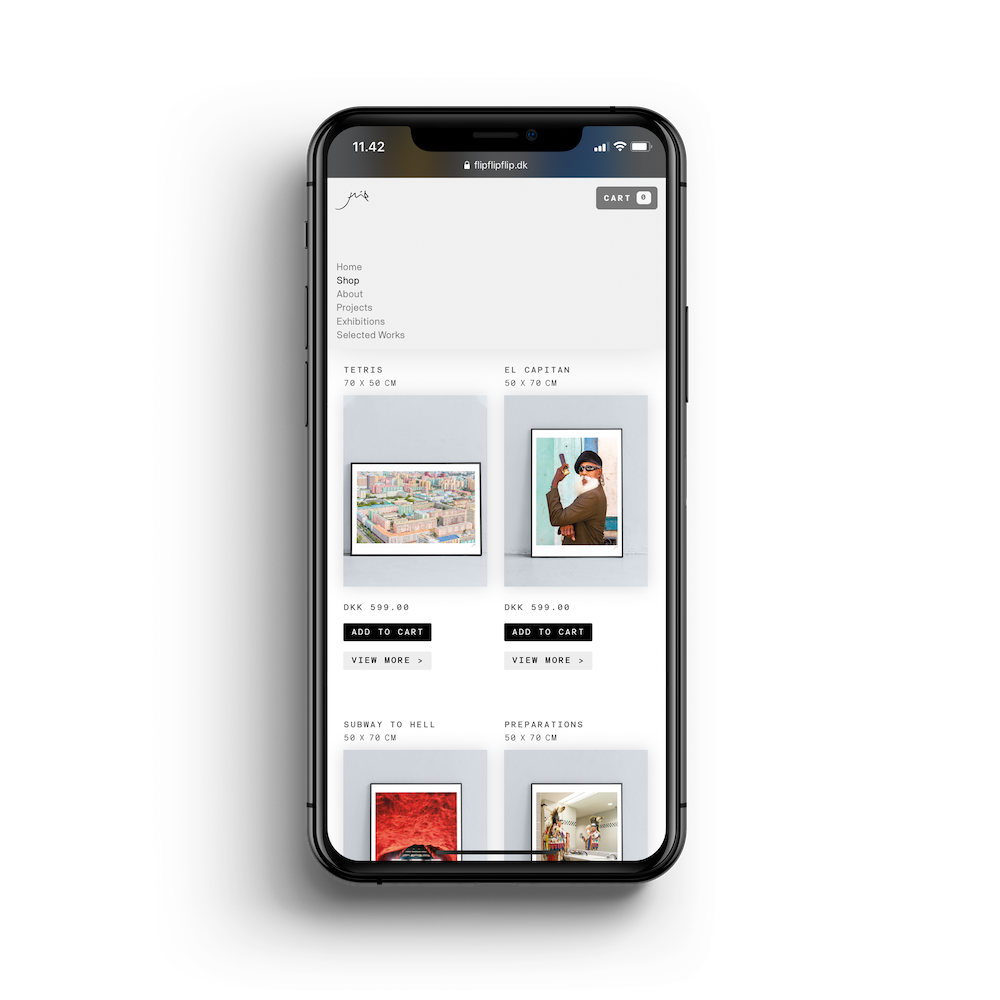 11.42
flipflipflip.dk
CART 0
Home
Shop
About
Projects
Exhibitions
Selected Works
TETRIS
70 X 50 CM
EL CAPITAN
50 X 70 CM
DKK 599.00
ADD TO CART
VIEW MORE >
DKK 599.00
ADD TO CART
VIEW MORE >
SUBWAY TO HELL
50 X 70 CM
PREPARATIONS
50 X 70 CM